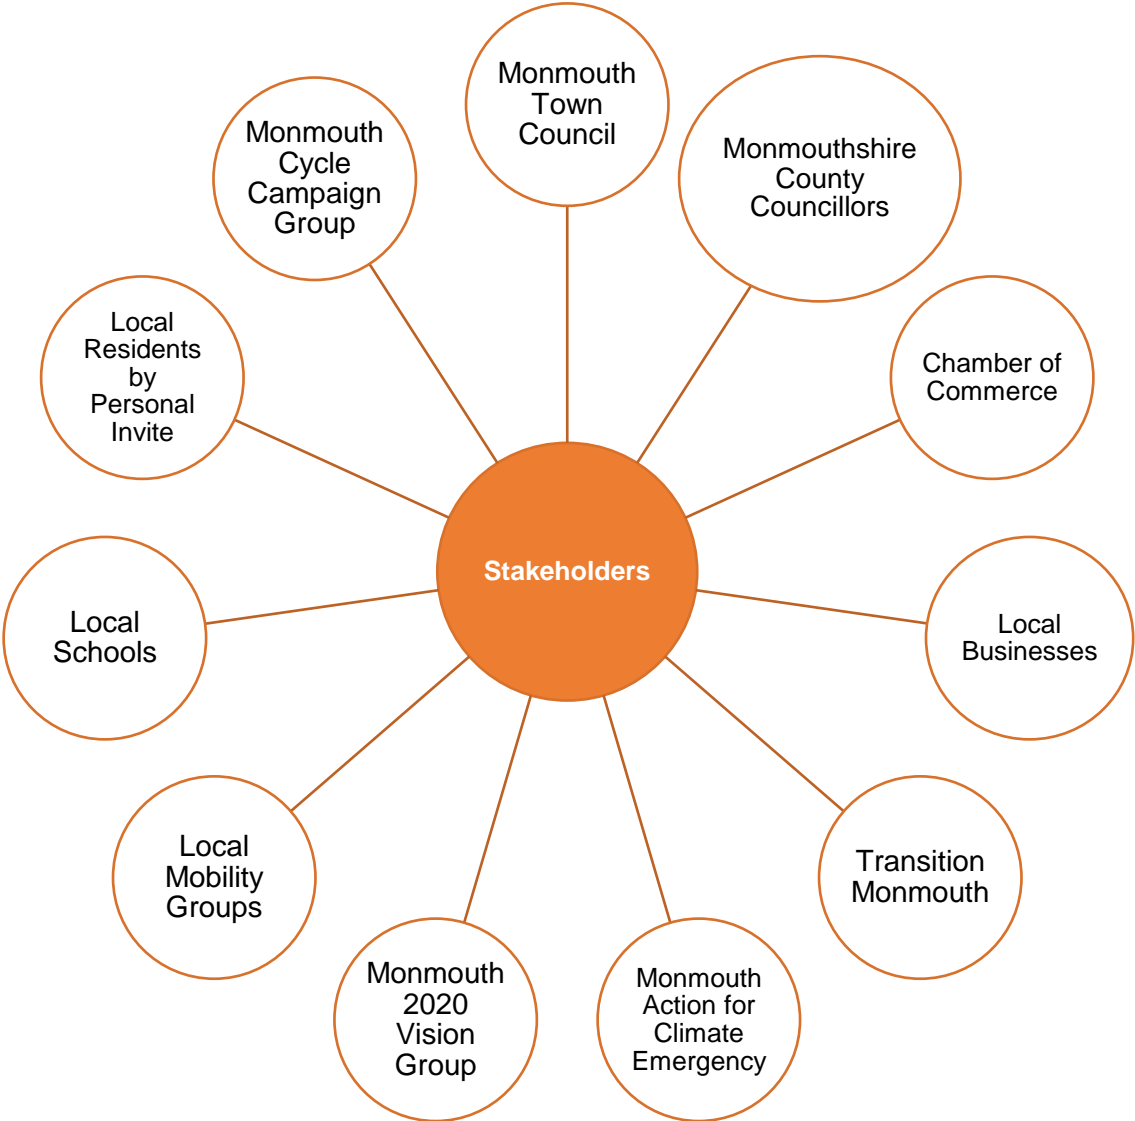 Monmouth
Town
Council
Monmouthshire
County
Councillors
Chamber of
Commerce
Local
Businesses
Transition
Monmouth
Monmouth
Action for
Climate
Emergency
Monmouth
2020
Vision
Group
Local
Mobility
Groups
Local
Schools
Local
Residents
by
Personal
Invite
Monmouth
Cycle
Campaign
Group
Stakeholders